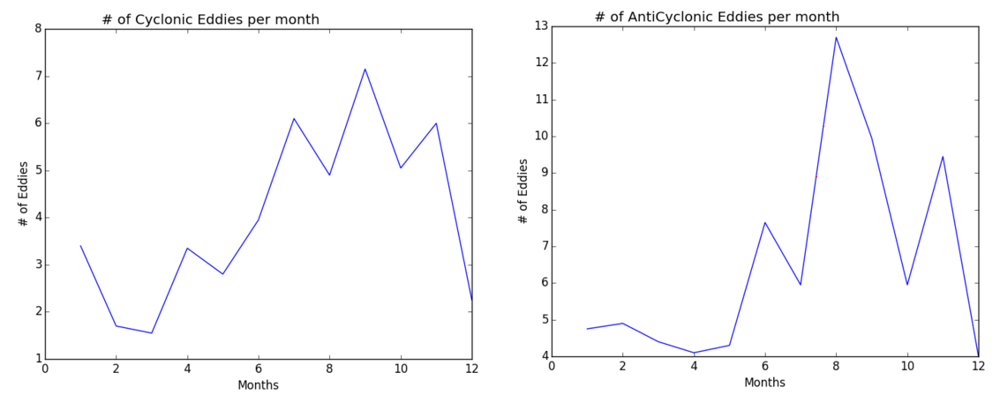 # of Cyclonic Eddies per month
8
7
6
5
4
3
2
1
# of Eddies
0 2 4 6 8 10 12
Months
# of AntiCyclonic Eddies per month
13
12
11
10
9
8
7
6
5
4
# of Eddies
0 2 4 6 8 10 12
Months